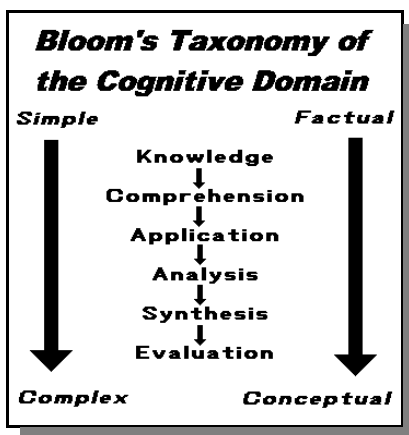 Bloom's Taxonomy of
the Cognitive Domain
Simple Factual
Knowledge
Comprehension
Application
Analysis
Synthesis
Evaluation
Complex Conceptual